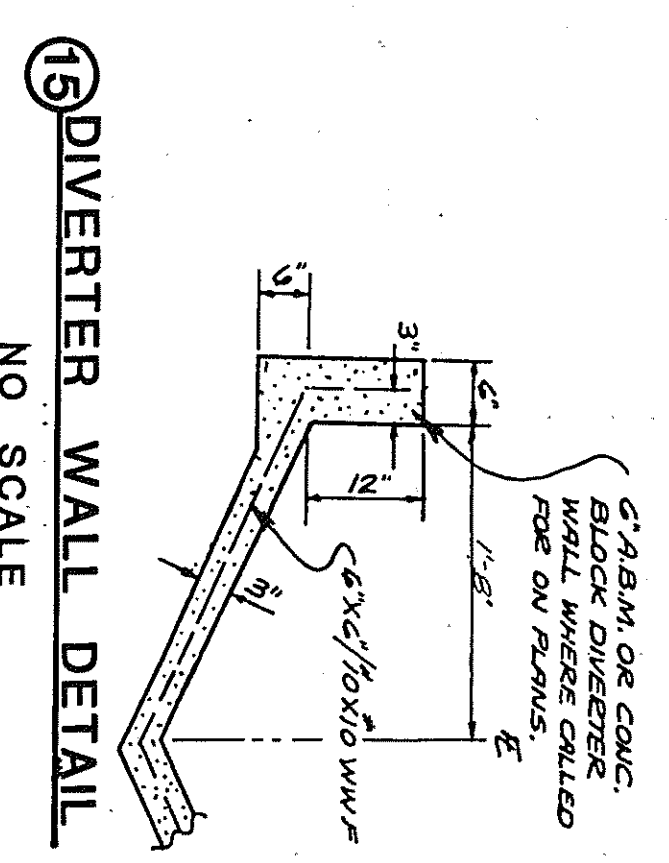 6" A.B.M. OR CONC.
BLOCK DIVERTER
WALL WHERE CALLED
FOR ON PLANS.
6"
1'-8"
3"
12"
6"
3"
6"X6"/10X10 WWF
15 DIVERTER WALL DETAIL
NO SCALE